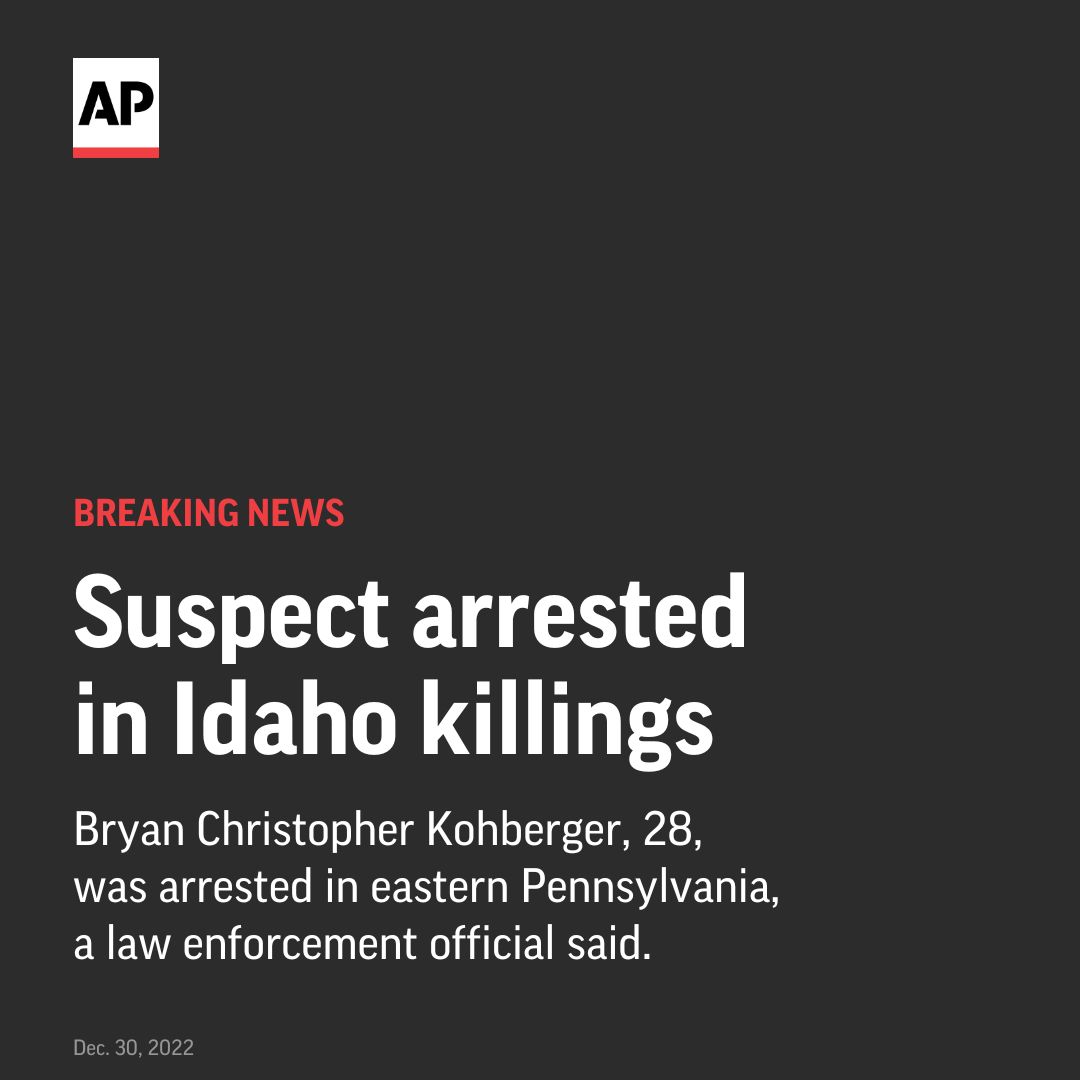 AP
BREAKING NEWS
Suspect arrested
in Idaho killings
Bryan Christopher Kohberger, 28,
was arrested in eastern Pennsylvania,
a law enforcement official said.
Dec. 30, 2022